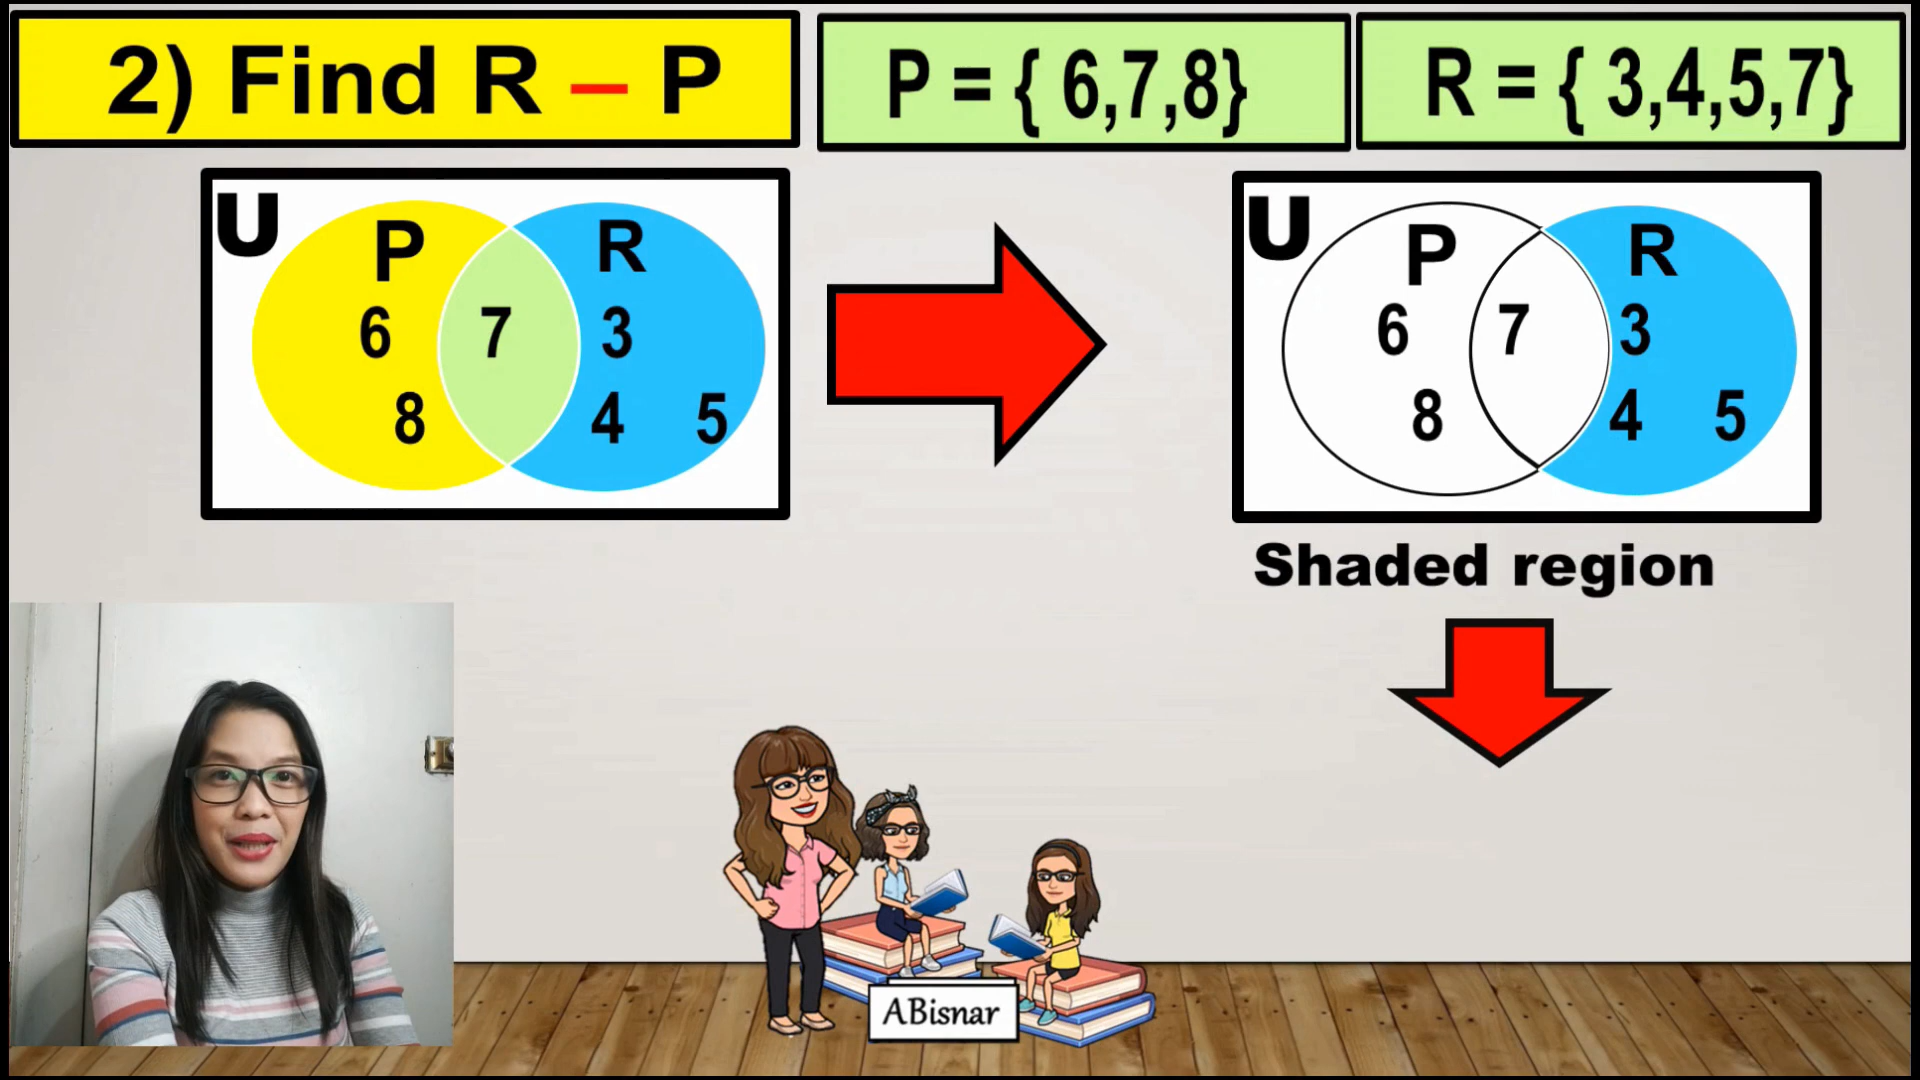 2) Find R – P
P = { 6,7,8}
R = { 3,4,5,7}
U
P
R
6
7
3
8
4
5
U
P
R
6
7
3
8
4
5
Shaded region
ABisnar